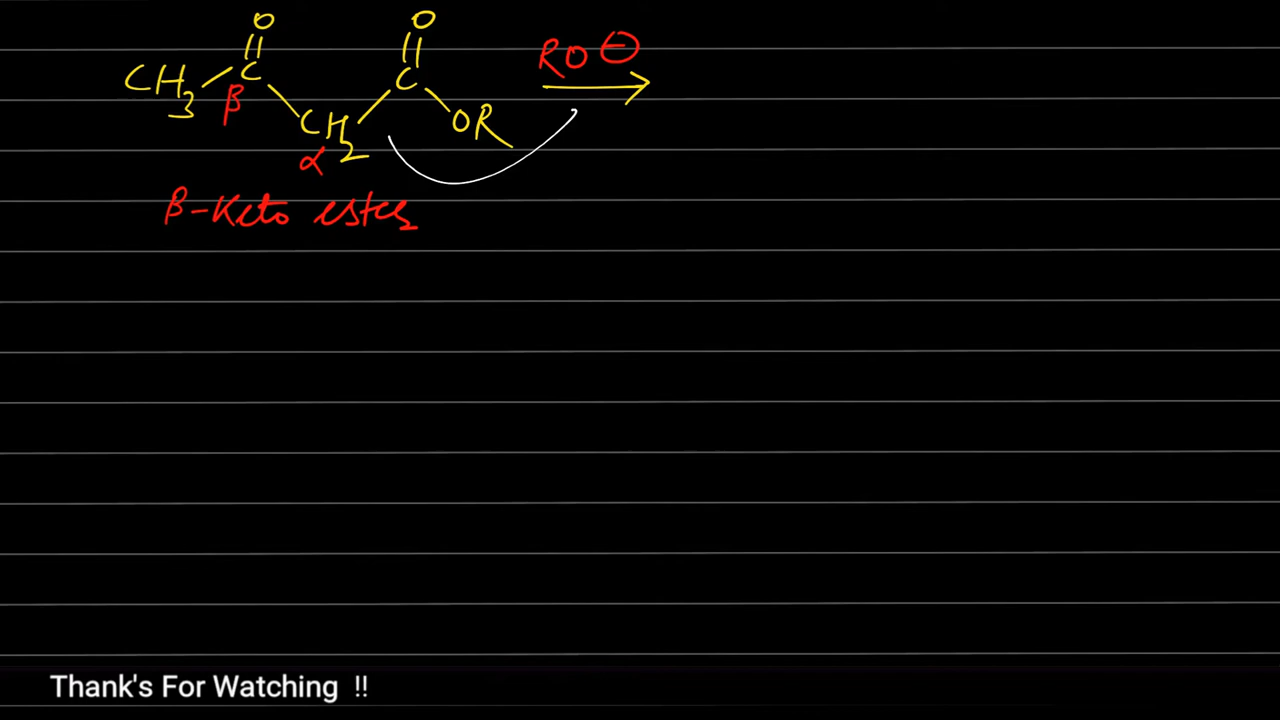 O O
|| || RO⊖
CH3 C C →
β CH2 OR
α
β-Keto ester
Thank's For Watching !!